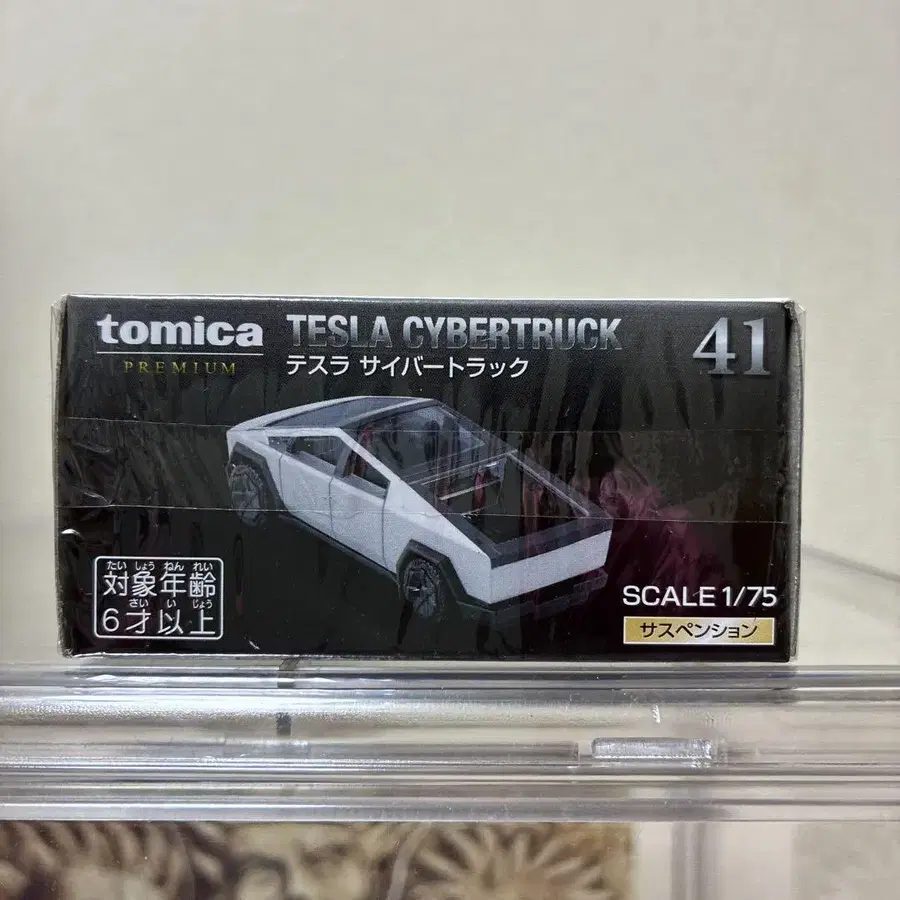 tomica
PREMIUM
TESLA CYBERTRUCK
テスラ サイバートラック
41
たい しょう ねん れい
対象年齢
さい い じょう
6才以上
SCALE 1/75
サスペンション